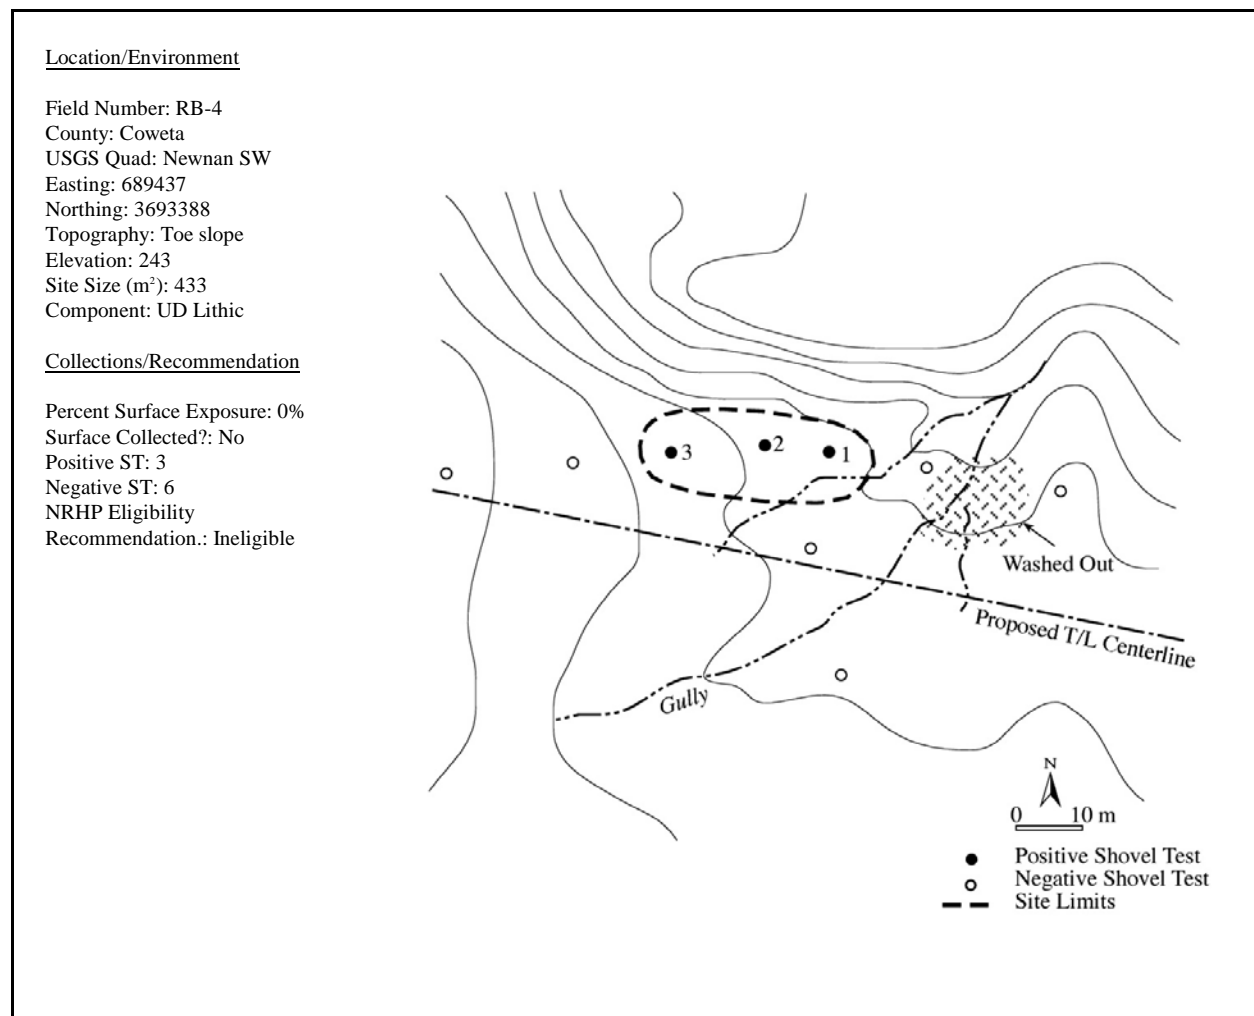 Location/Environment
Field Number: RB-4
County: Coweta
USGS Quad: Newnan SW
Easting: 689437
Northing: 3693388
Topography: Toe slope
Elevation: 243
Site Size (m²): 433
Component: UD Lithic
Collections/Recommendation
Percent Surface Exposure: 0%
Surface Collected?: No
Positive ST: 3
Negative ST: 6
NRHP Eligibility
Recommendation.: Ineligible
3
2
1
Washed Out
Proposed T/L Centerline
Gully
N
0 10 m
Positive Shovel Test
Negative Shovel Test
Site Limits